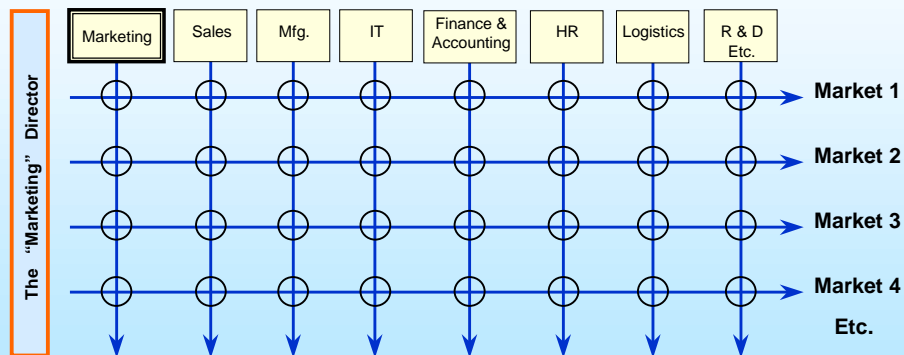 The "Marketing" Director
Marketing
Sales
Mfg.
IT
Finance &
Accounting
HR
Logistics
R & D
Etc.
Market 1
Market 2
Market 3
Market 4
Etc.